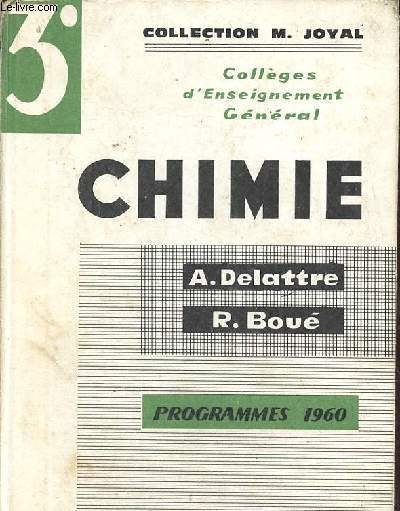 Le-livre.com
3e
COLLECTION M. JOYAL
Collèges
d'Enseignement
Général
CHIMIE
A. Delattre
R. Boué
PROGRAMMES 1960